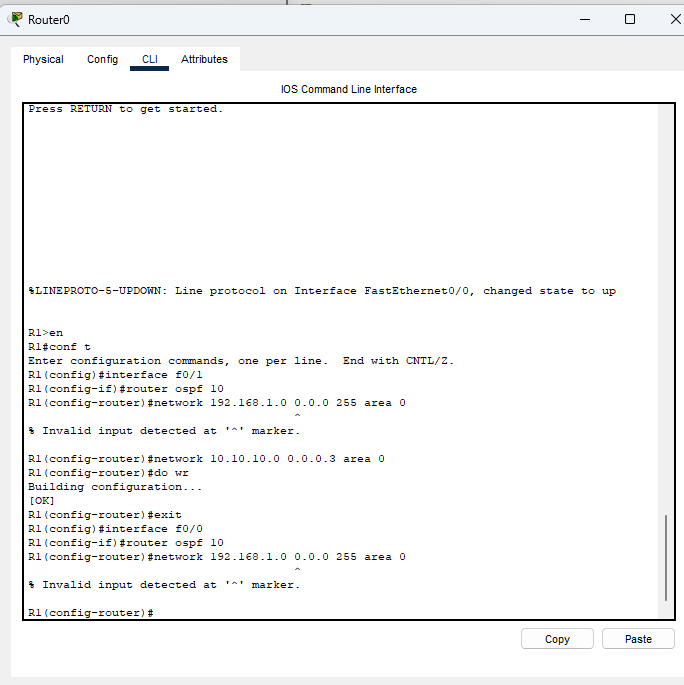 Router0
Physical Config CLI Attributes
IOS Command Line Interface
Press RETURN to get started.
%LINEPROTO-5-UPDOWN: Line protocol on Interface FastEthernet0/0, changed state to up
R1>en
R1#conf t
Enter configuration commands, one per line.  End with CNTL/Z.
R1(config)#interface f0/1
R1(config-if)#router ospf 10
R1(config-router)#network 192.168.1.0 0.0.0 255 area 0
^
% Invalid input detected at '^' marker.
R1(config-router)#network 10.10.10.0 0.0.0.3 area 0
R1(config-router)#do wr
Building configuration...
[OK]
R1(config-router)#exit
R1(config)#interface f0/0
R1(config-if)#router ospf 10
R1(config-router)#network 192.168.1.0 0.0.0 255 area 0
^
% Invalid input detected at '^' marker.
R1(config-router)#
Copy Paste